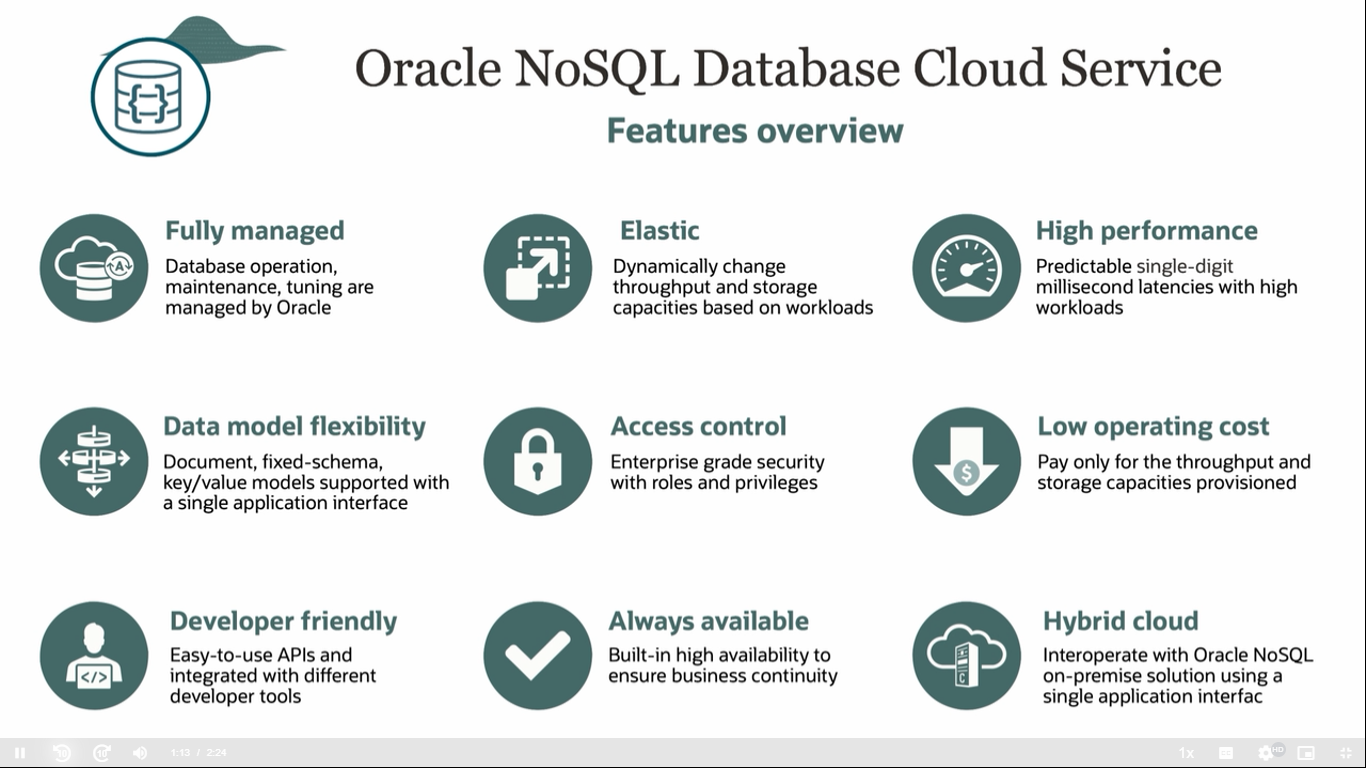 Oracle NoSQL Database Cloud Service
Features overview
Fully managed
Database operation,
maintenance, tuning are
managed by Oracle
Elastic
Dynamically change
throughput and storage
capacities based on workloads
High performance
Predictable single-digit
millisecond latencies with high
workloads
Data model flexibility
Document, fixed-schema,
key/value models supported with
a single application interface
Access control
Enterprise grade security
with roles and privileges
Low operating cost
Pay only for the throughput and
storage capacities provisioned
Developer friendly
Easy-to-use APIs and
integrated with different
developer tools
Always available
Built-in high availability to
ensure business continuity
Hybrid cloud
Interoperate with Oracle NoSQL
on-premise solution using a
single application interfac
1:13 / 2:24
1x
HD